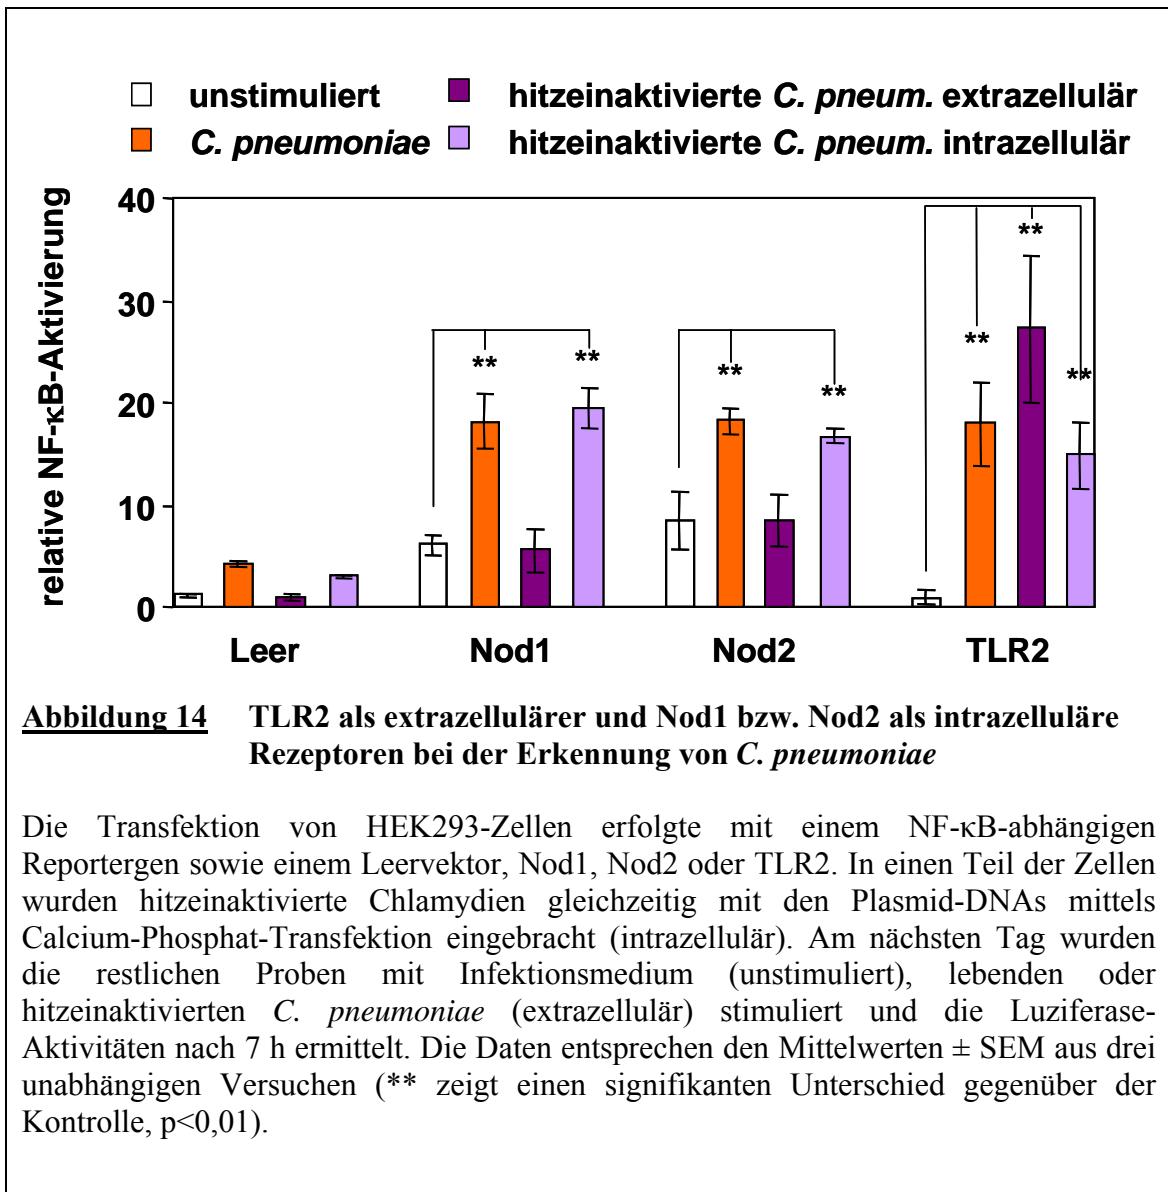 unstimuliert
hitzeinaktivierte C. pneum. extrazellulär
C. pneumoniae
hitzeinaktivierte C. pneum. intrazellulär
relative NF-κB-Aktivierung
40
30
20
10
0
**
**
**
**
**
**
**
Leer
Nod1
Nod2
TLR2
Abbildung 14 TLR2 als extrazellulärer und Nod1 bzw. Nod2 als intrazelluläre
Rezeptoren bei der Erkennung von C. pneumoniae
Die Transfektion von HEK293-Zellen erfolgte mit einem NF-κB-abhängigen
Reportergen sowie einem Leervektor, Nod1, Nod2 oder TLR2. In einen Teil der Zellen
wurden hitzeinaktivierte Chlamydien gleichzeitig mit den Plasmid-DNAs mittels
Calcium-Phosphat-Transfektion eingebracht (intrazellulär). Am nächsten Tag wurden
die restlichen Proben mit Infektionsmedium (unstimuliert), lebenden oder
hitzeinaktivierten C. pneumoniae (extrazellulär) stimuliert und die Luziferase-
Aktivitäten nach 7 h ermittelt. Die Daten entsprechen den Mittelwerten ± SEM aus drei
unabhängigen Versuchen (** zeigt einen signifikanten Unterschied gegenüber der
Kontrolle, p<0,01).